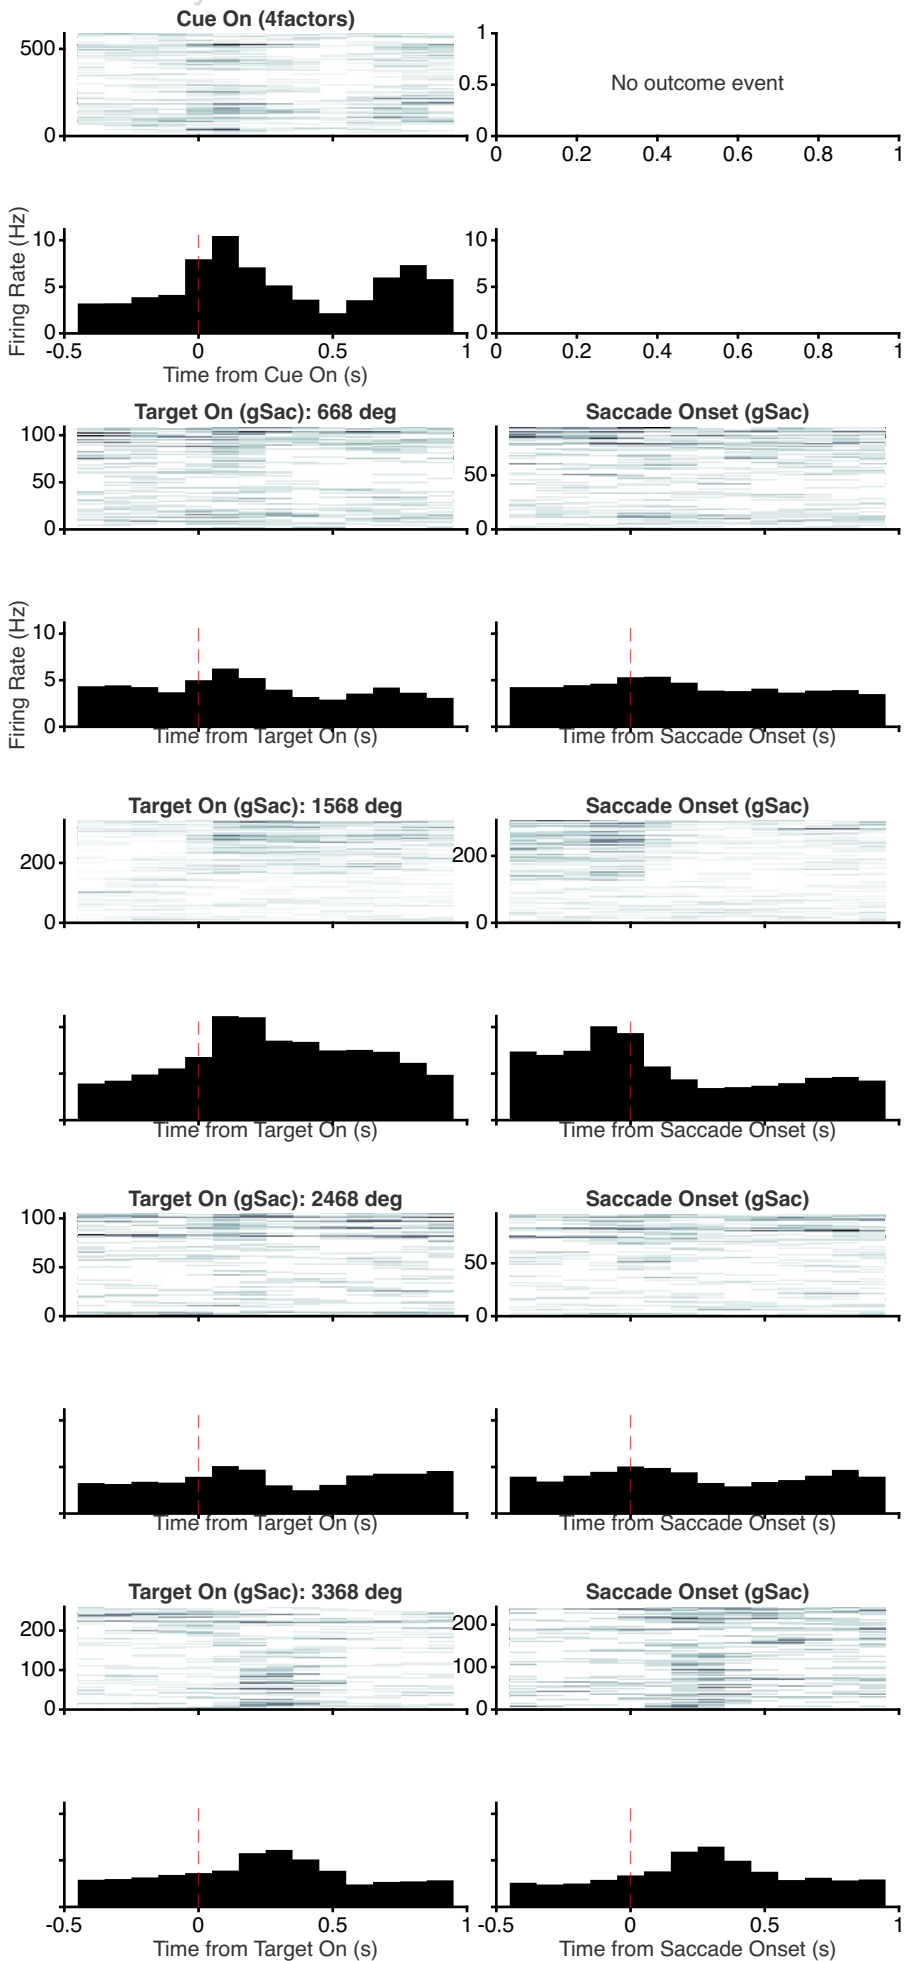 Cue On (4factors)
500
0
1
0.5
0
No outcome event
0 0.2 0.4 0.6 0.8 1
Firing Rate (Hz)
10
5
0
-0.5 0 0.5 1
Time from Cue On (s)
10
5
0
0 0.2 0.4 0.6 0.8 1
Target On (gSac): 668 deg
100
50
0
Saccade Onset (gSac)
50
0
Firing Rate (Hz)
10
5
0
Time from Target On (s)
Time from Saccade Onset (s)
Target On (gSac): 1568 deg
200
0
Saccade Onset (gSac)
200
0
Time from Target On (s)
Time from Saccade Onset (s)
Target On (gSac): 2468 deg
100
50
0
Saccade Onset (gSac)
50
0
Time from Target On (s)
Time from Saccade Onset (s)
Target On (gSac): 3368 deg
200
100
0
Saccade Onset (gSac)
200
100
0
-0.5 0 0.5 1
Time from Target On (s)
-0.5 0 0.5 1
Time from Saccade Onset (s)